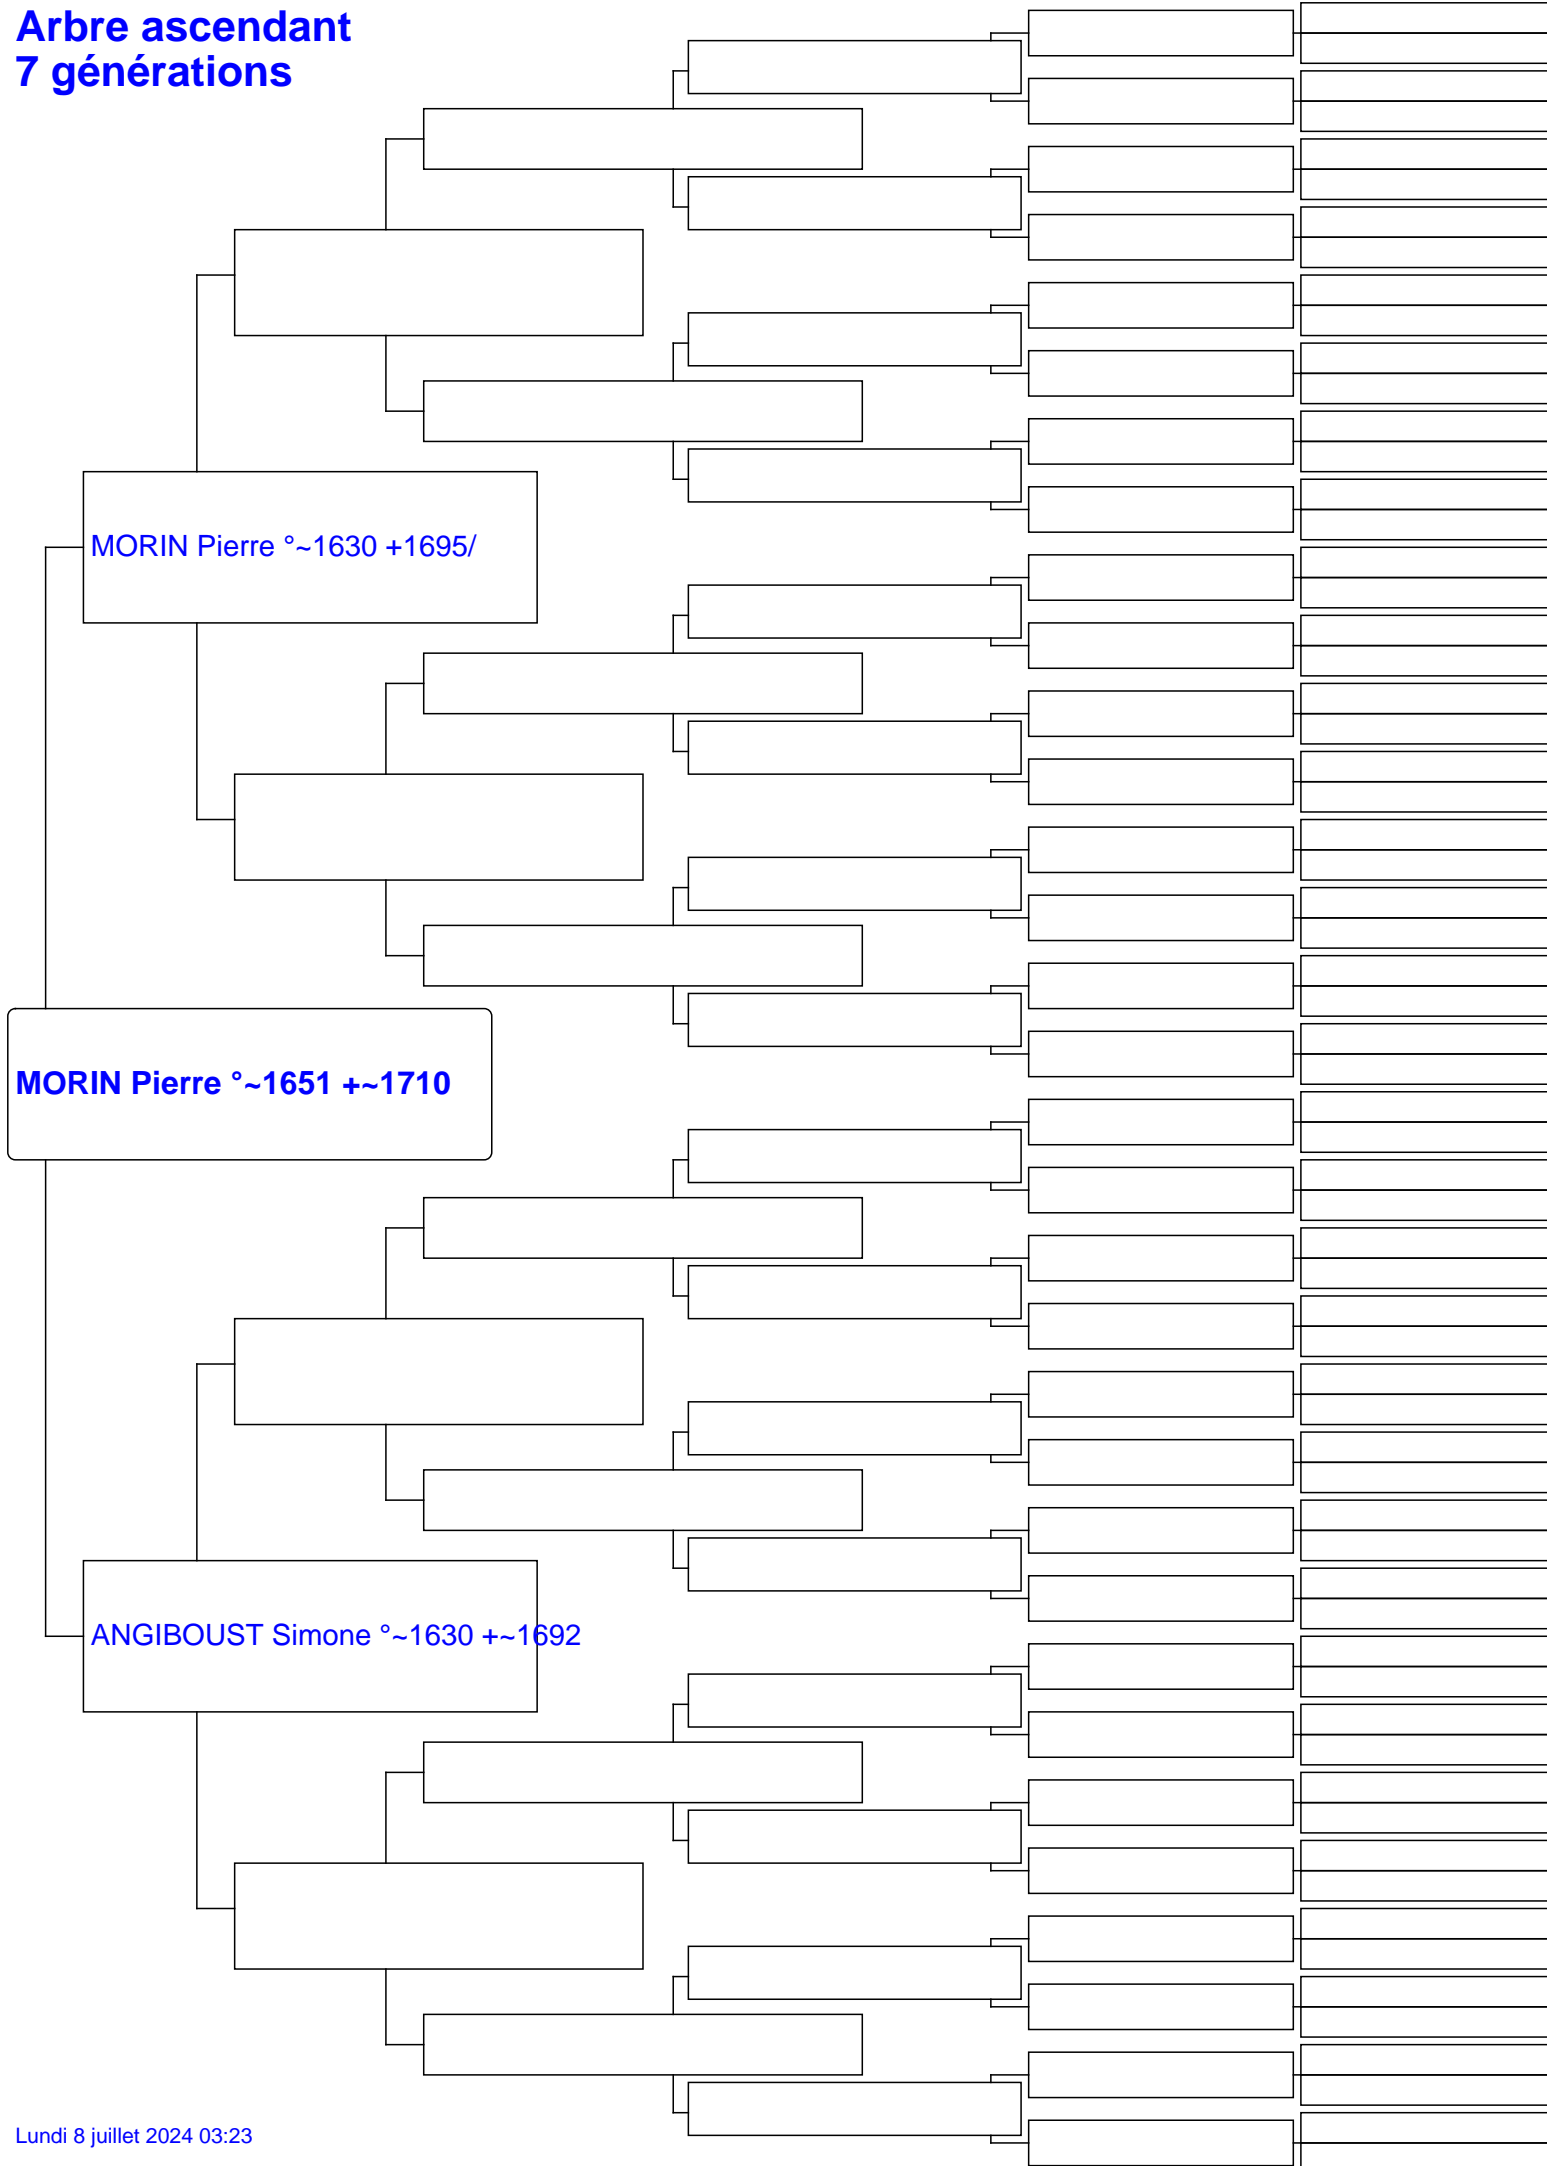 Arbre ascendant
7 générations
MORIN Pierre °~1630 +1695/
MORIN Pierre °~1651 +~1710
ANGIBOUST Simone °~1630 +~1692
Lundi 8 juillet 2024 03:23